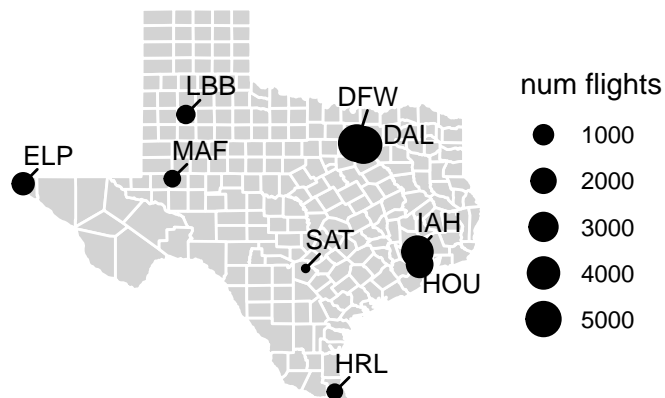 LBB
DFW
DAL
ELP
MAF
IAH
SAT
HOU
HRL
num flights
1000
2000
3000
4000
5000